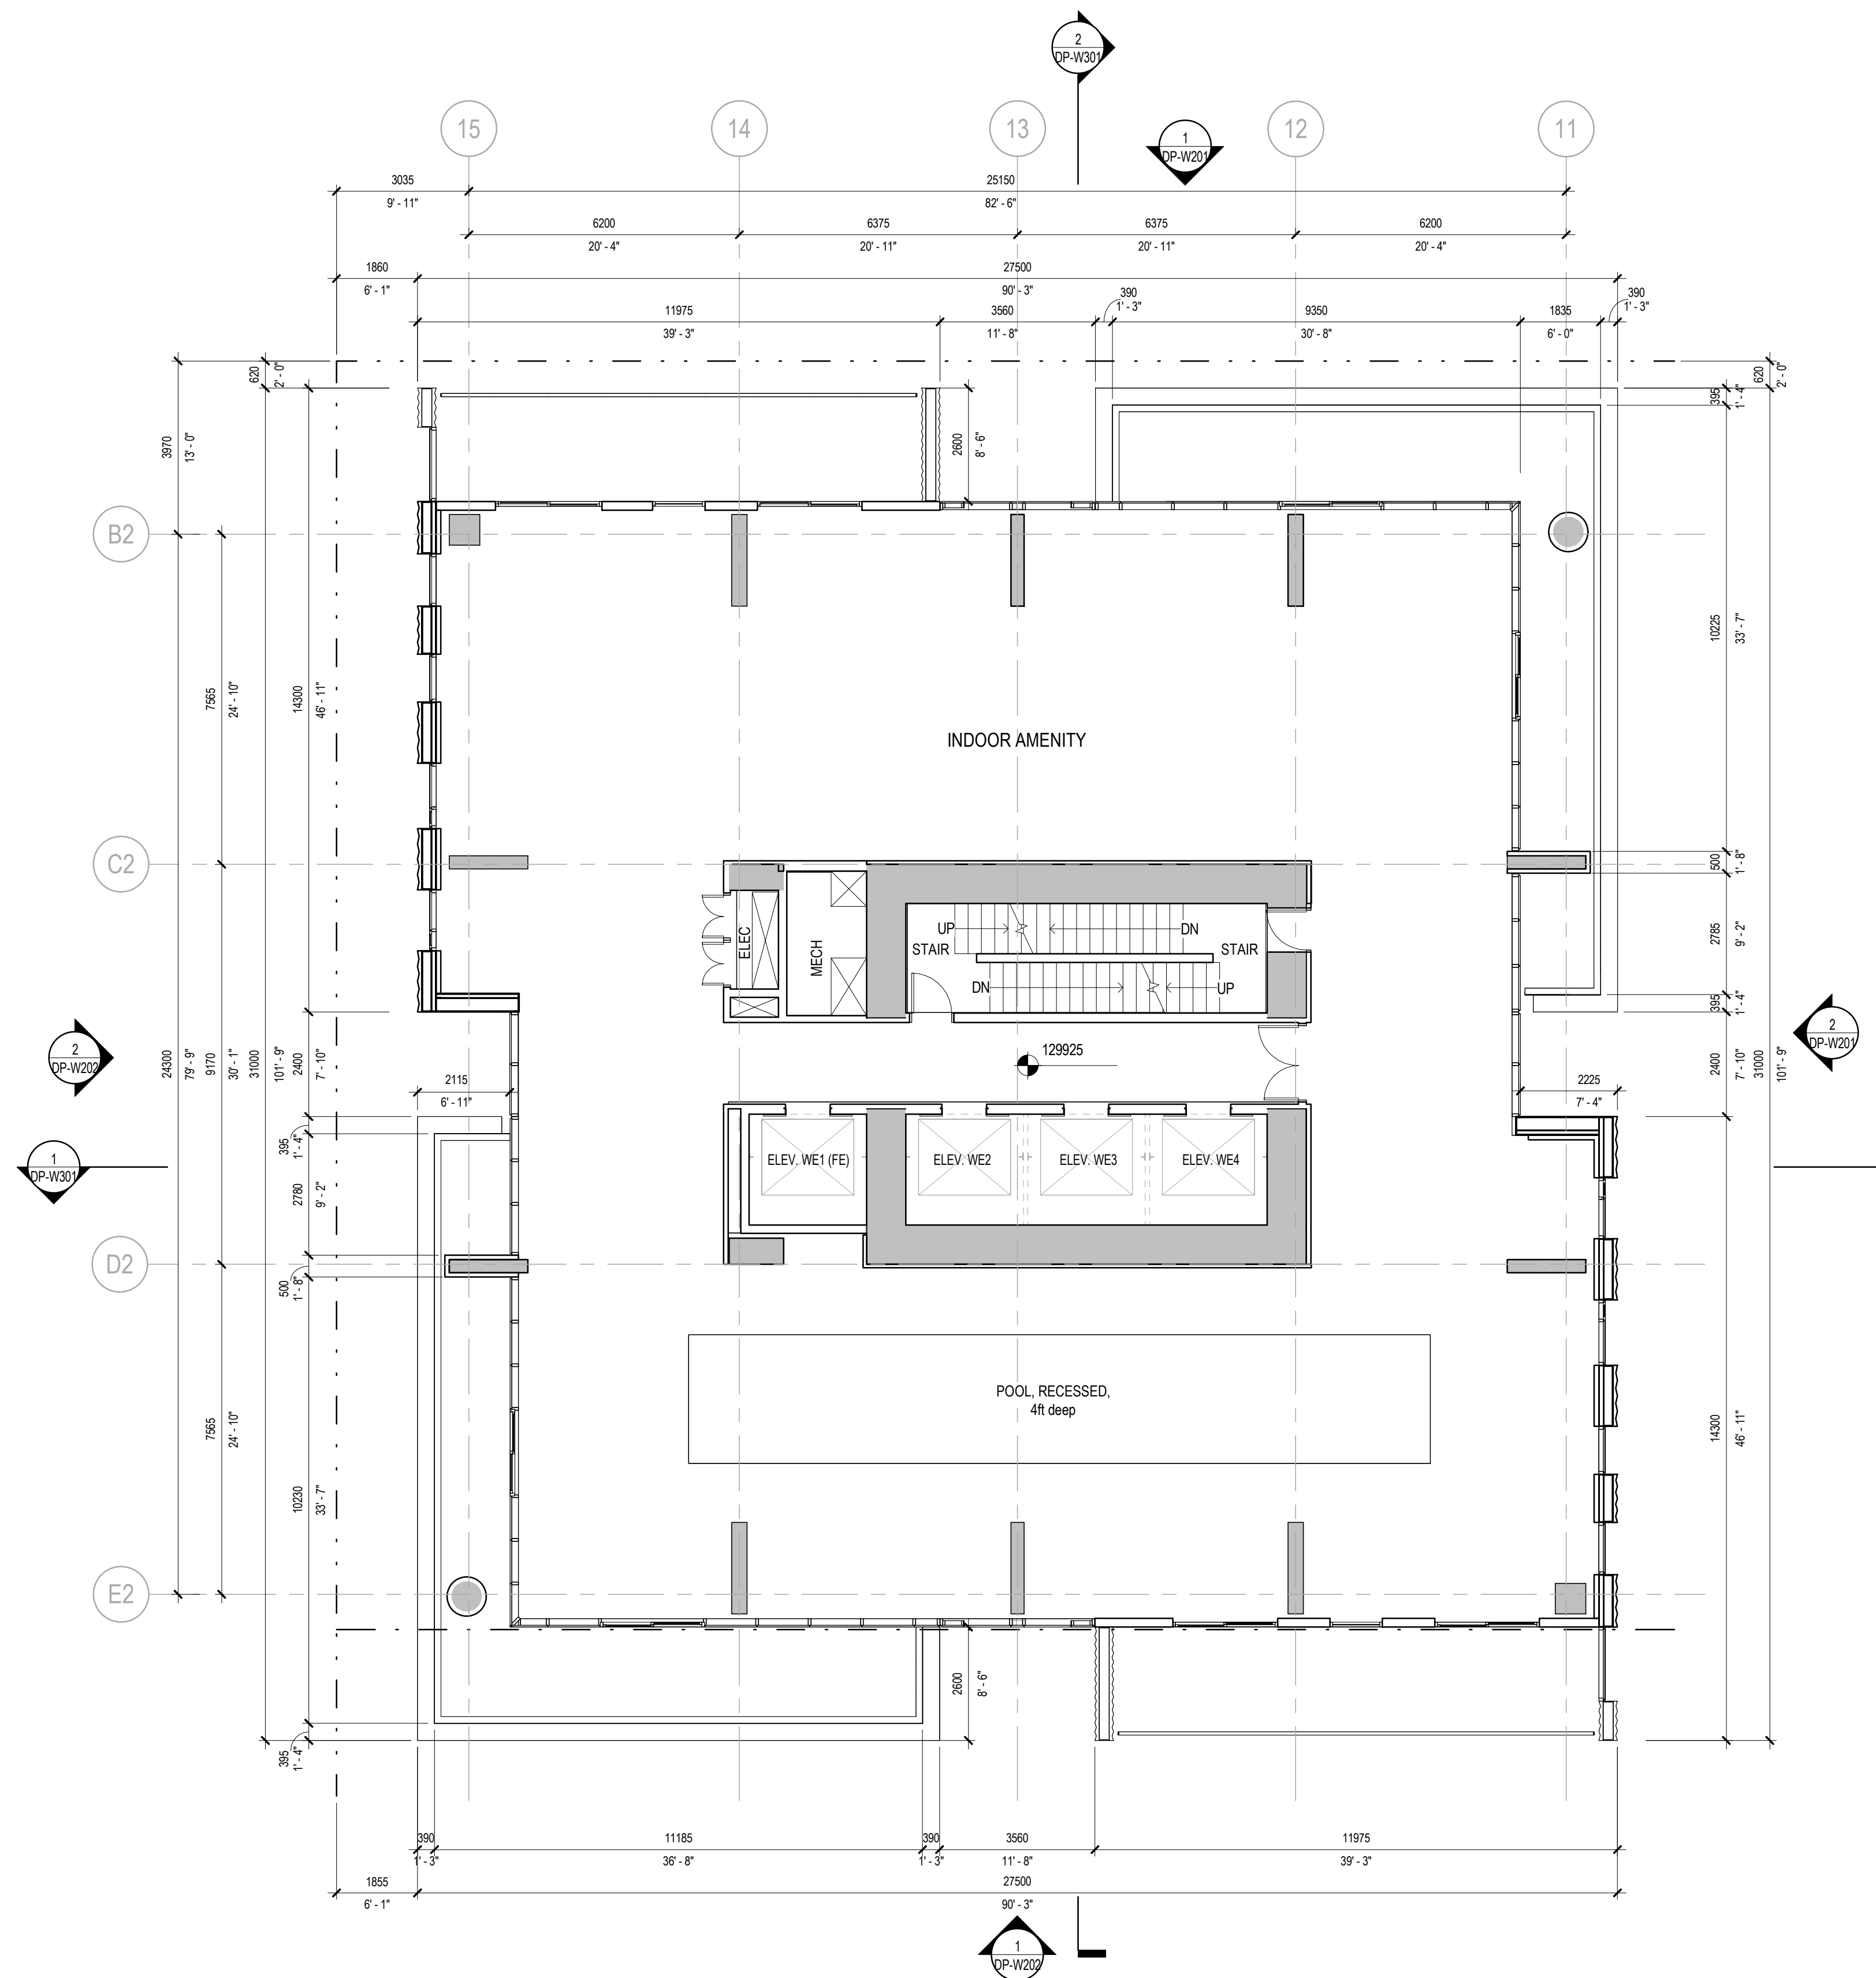 2
DP-W301
15
14
13
12
11
1
DP-W201
3035
9' - 11"
25150
82' - 6"
6200
20' - 4"
6375
20' - 11"
6375
20' - 11"
6200
20' - 4"
1860
6' - 1"
27500
90' - 3"
11975
39' - 3"
3560
11' - 8"
390
1' - 3"
9350
30' - 8"
1835
6' - 0"
390
1' - 3"
620
2' - 0"
620
2' - 0"
395
1' - 4"
3970
13' - 0"
2600
8' - 6"
B2
10225
33' - 7"
7565
24' - 10"
14300
46' - 11"
INDOOR AMENITY
C2
500
1' - 8"
ELEC
MECH
UP
DN
STAIR
STAIR
DN
UP
2785
9' - 2"
395
1' - 4"
2
DP-W202
24300
79' - 9"
9170
30' - 1"
31000
101' - 9"
2400
7' - 10"
129925
2400
7' - 10"
31000
101' - 9"
2
DP-W201
2115
6' - 11"
2225
7' - 4"
395
1' - 4"
1
DP-W301
2780
9' - 2"
ELEV. WE1 (FE)
ELEV. WE2
ELEV. WE3
ELEV. WE4
D2
500
1' - 8"
7565
24' - 10"
10230
33' - 7"
POOL, RECESSED,
4ft deep
14300
46' - 11"
E2
2600
8' - 6"
395
1' - 4"
390
1' - 3"
11185
36' - 8"
390
1' - 3"
3560
11' - 8"
11975
39' - 3"
1855
6' - 1"
27500
90' - 3"
1
DP-W202